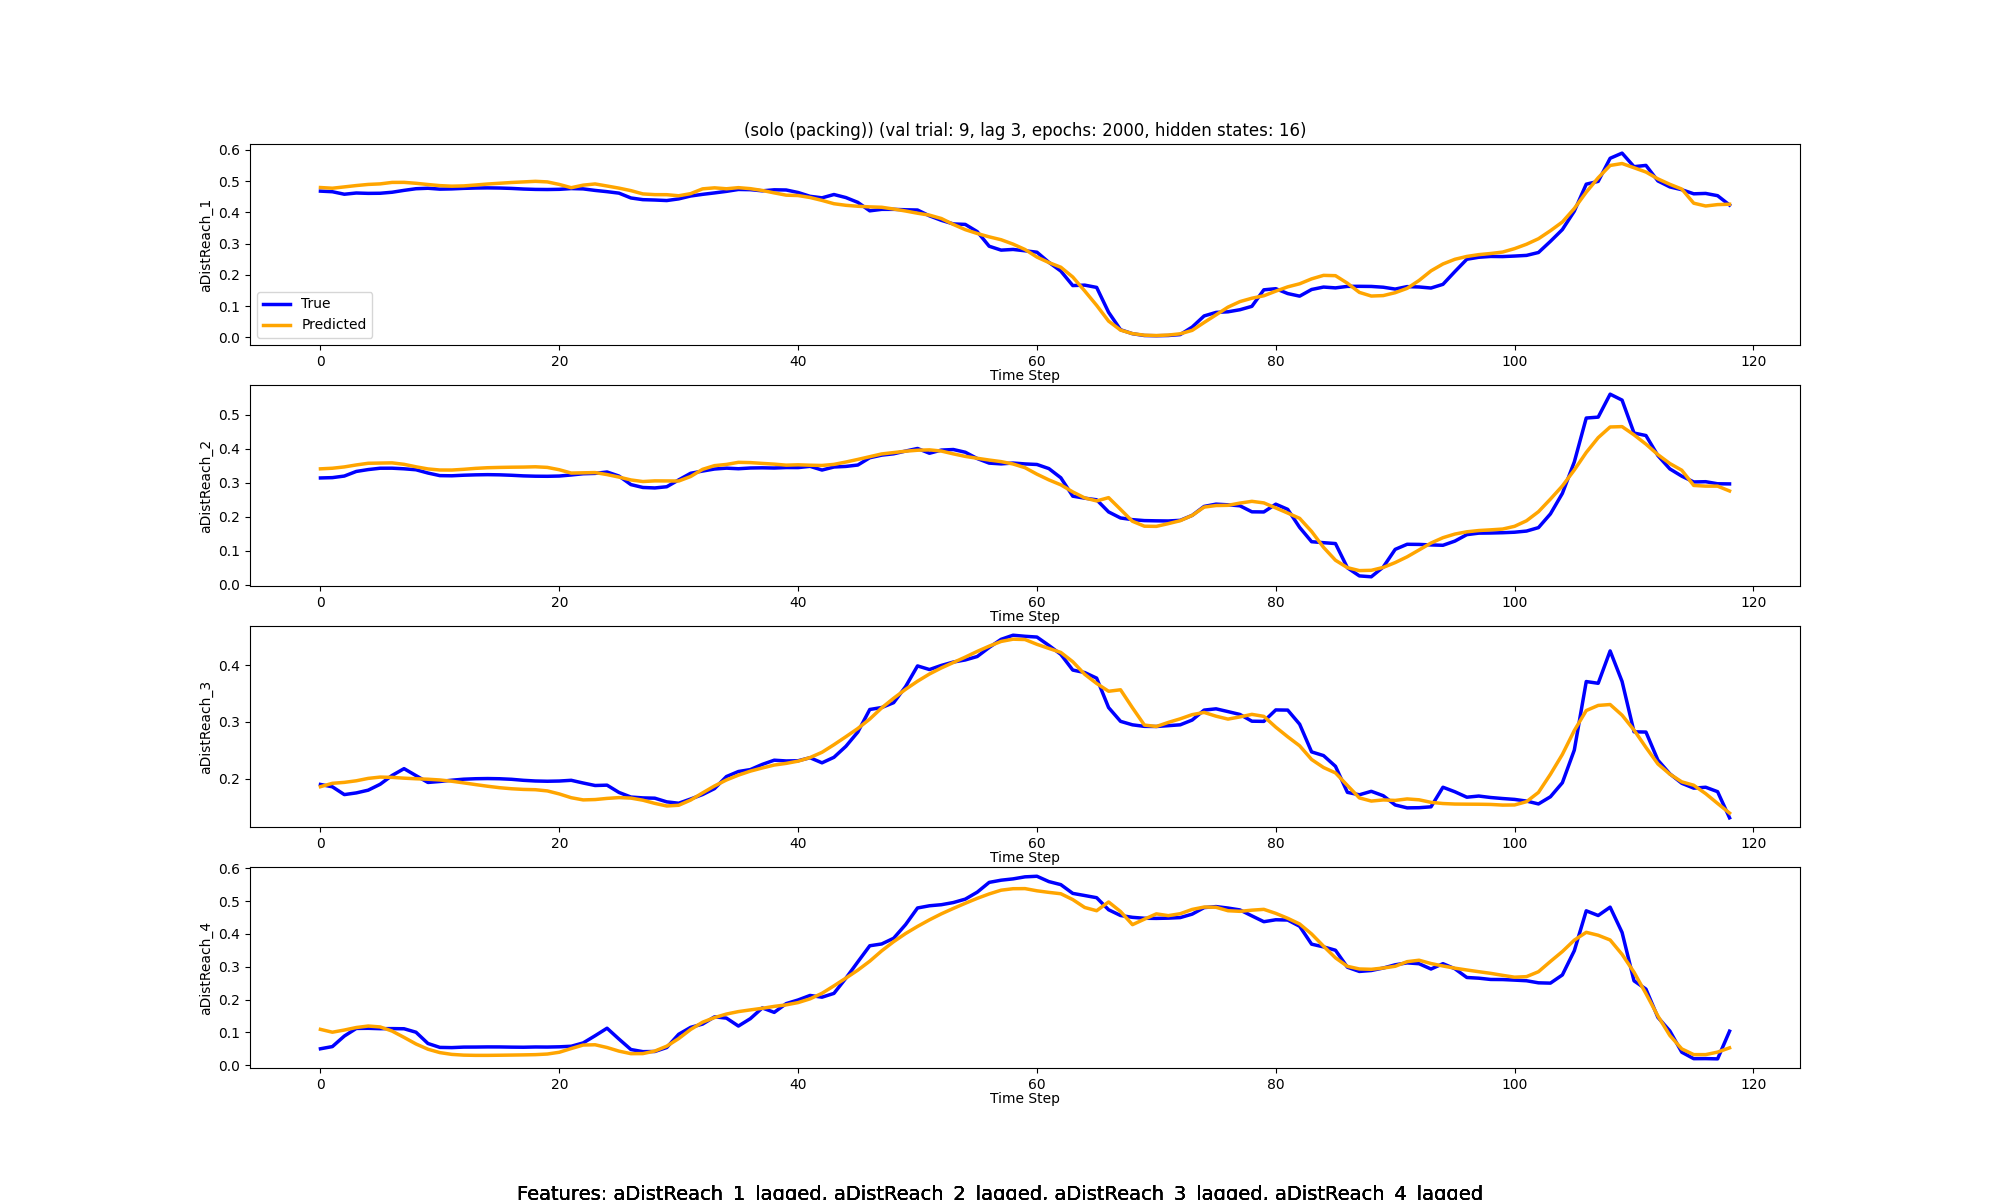 (solo (packing)) (val trial: 9, lag 3, epochs: 2000, hidden states: 16)
0.6
0.5
0.4
0.3
0.2
0.1
0.0
aDistReach_1
True
Predicted
0 20 40 60 80 100 120
Time Step
0.5
0.4
0.3
0.2
0.1
0.0
aDistReach_2
0 20 40 60 80 100 120
Time Step
0.4
0.3
0.2
aDistReach_3
0 20 40 60 80 100 120
Time Step
0.6
0.5
0.4
0.3
0.2
0.1
0.0
aDistReach_4
0 20 40 60 80 100 120
Time Step
Features: aDistReach_1_lagged, aDistReach_2_lagged, aDistReach_3_lagged, aDistReach_4_lagged